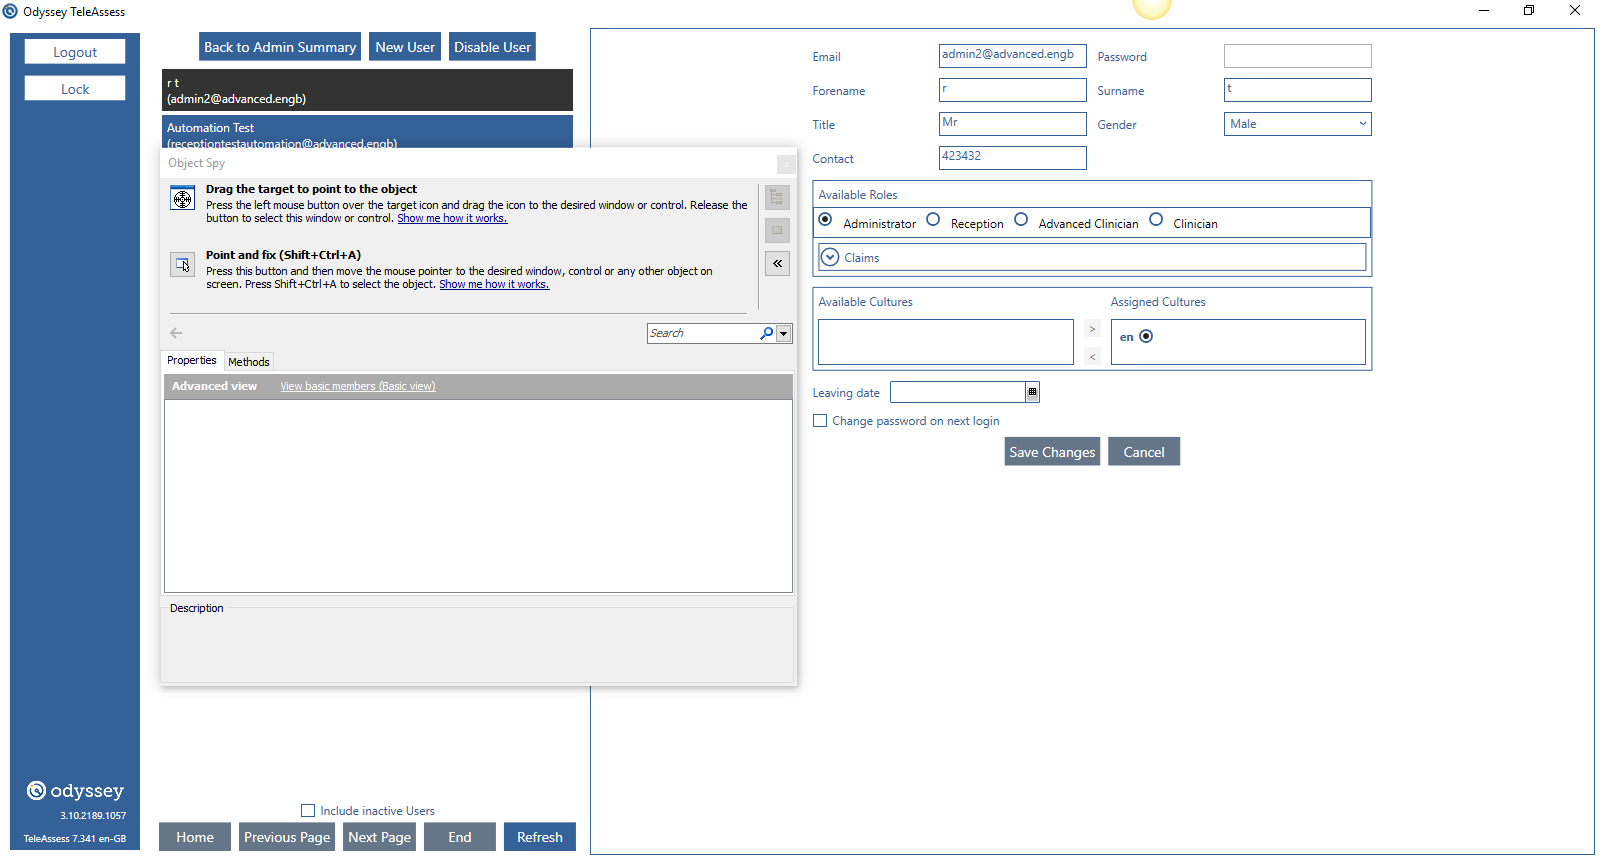 Odyssey TeleAssess
Logout
Lock
Back to Admin Summary
New User
Disable User
r t
(admin2@advanced.engb)
Automation Test
(receptiontestautomation@advanced.engb)
Object Spy
Drag the target to point to the object
Press the left mouse button over the target icon and drag the icon to the desired window or control. Release the
button to select this window or control. Show me how it works.
Point and fix (Shift+Ctrl+A)
Press this button and then move the mouse pointer to the desired window, control or any other object on
screen. Press Shift+Ctrl+A to select the object. Show me how it works.
Search
Properties
Methods
Advanced view
View basic members (Basic view)
Description
Include inactive Users
Home
Previous Page
Next Page
End
Refresh
odyssey
3.10.2189.1057
TeleAssess 7.341 en-GB
Email
admin2@advanced.engb
Password
Forename
r
Surname
t
Title
Mr
Gender
Male
Contact
423432
Available Roles
Administrator
Reception
Advanced Clinician
Clinician
Claims
Available Cultures
Assigned Cultures
>
<
en
Leaving date
Change password on next login
Save Changes
Cancel